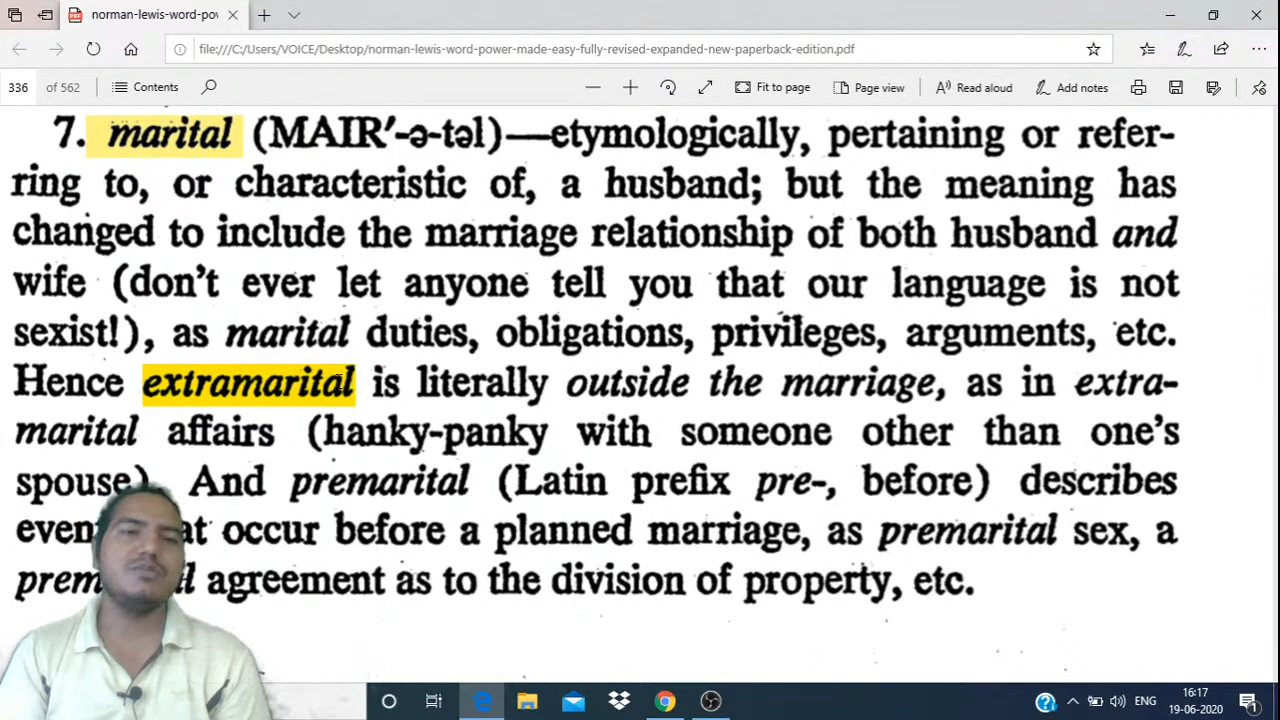 norman-lewis-word-pow
file:///C:/Users/VOICE/Desktop/norman-lewis-word-power-made-easy-fully-revised-expanded-new-paperback-edition.pdf
336 of 562 Contents Fit to page Page view Read aloud Add notes
7. marital (MAIR′-ə-təl)—etymologically, pertaining or refer-
ring to, or characteristic of, a husband; but the meaning has
changed to include the marriage relationship of both husband and
wife (don't ever let anyone tell you that our language is not
sexist!), as marital duties, obligations, privileges, arguments, etc.
Hence extramarital is literally outside the marriage, as in extra-
marital affairs (hanky-panky with someone other than one's
spouse). And premarital (Latin prefix pre-, before) describes
occur before a planned marriage, as premarital sex, a
agreement as to the division of property, etc.
ENG
16:17
19-06-2020